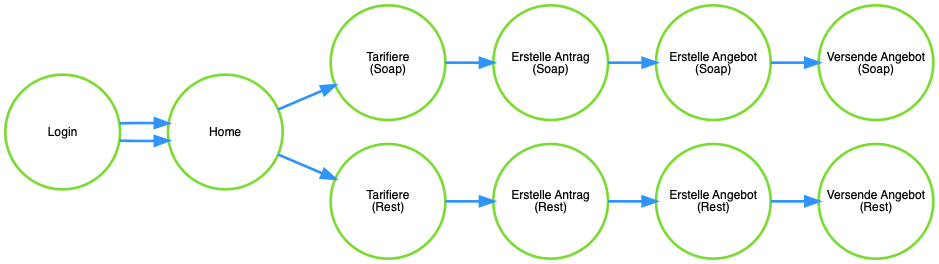 Login
Home
Tarifiere
(Soap)
Erstelle Antrag
(Soap)
Erstelle Angebot
(Soap)
Versende Angebot
(Soap)
Tarifiere
(Rest)
Erstelle Antrag
(Rest)
Erstelle Angebot
(Rest)
Versende Angebot
(Rest)